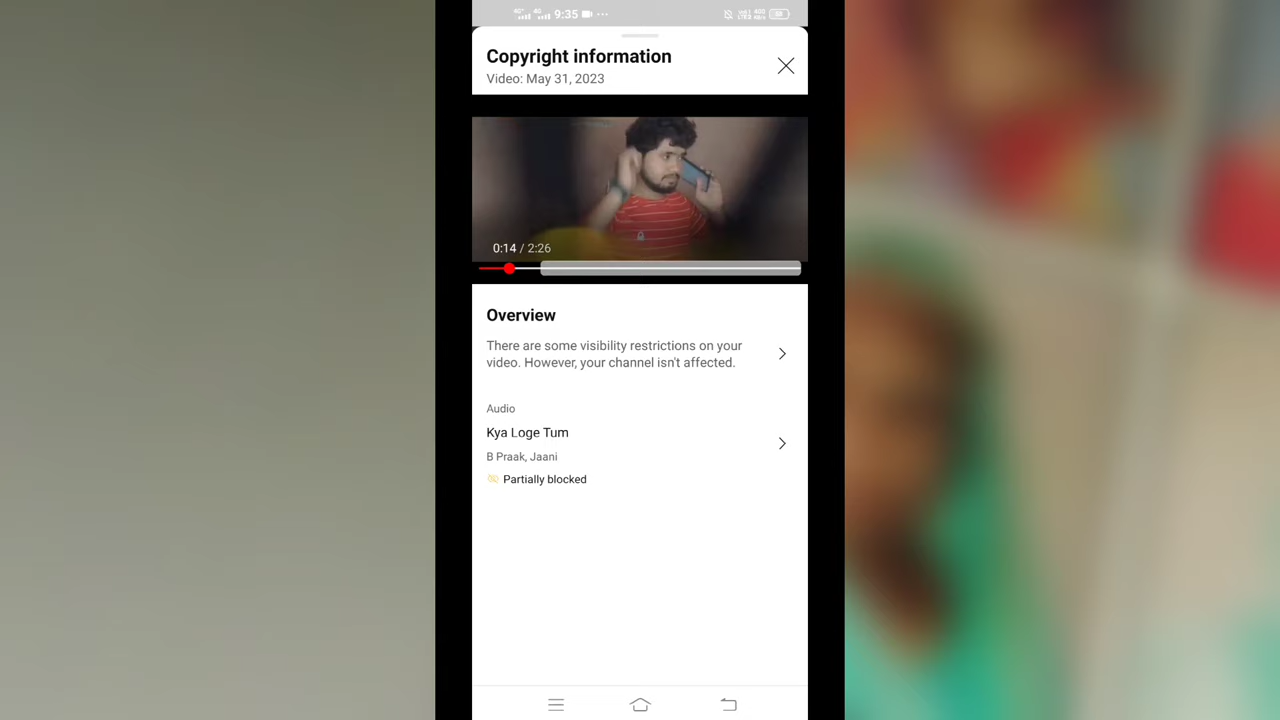 9:35
Copyright information
Video: May 31, 2023
0:14 / 2:26
Overview
There are some visibility restrictions on your
video. However, your channel isn't affected.
Audio
Kya Loge Tum
B Praak, Jaani
Partially blocked